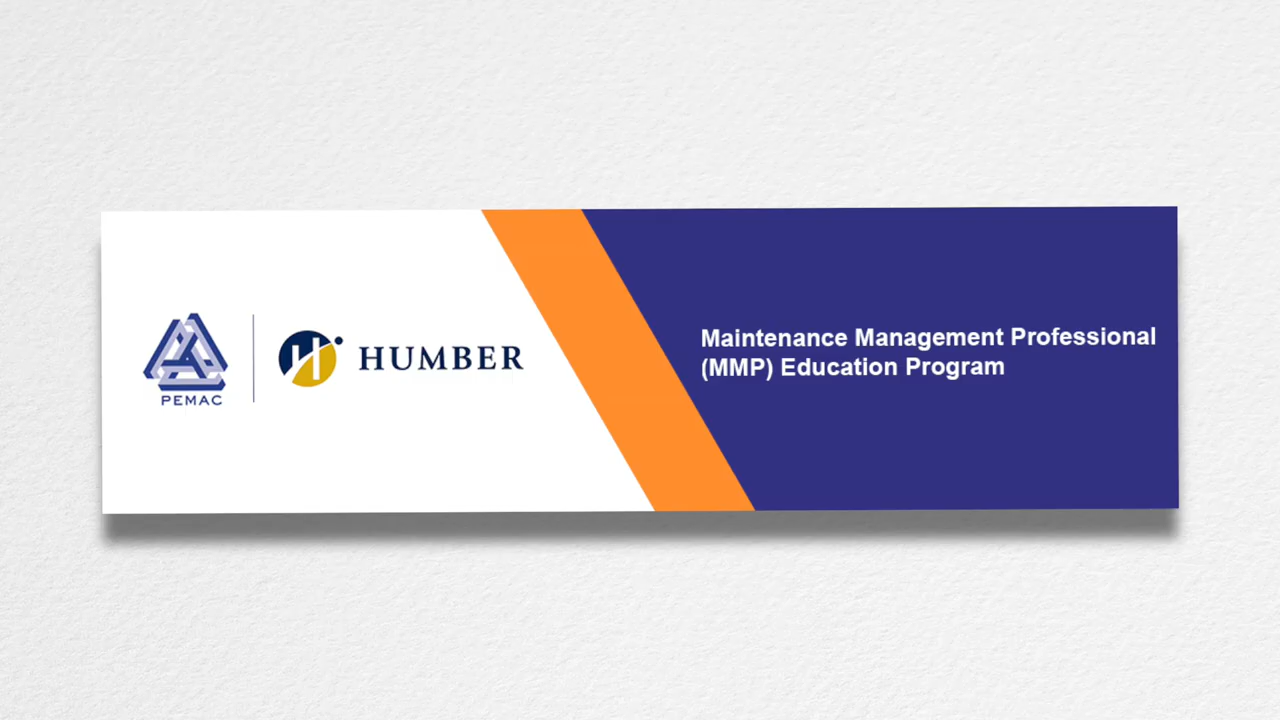 PEMAC
HUMBER
Maintenance Management Professional
(MMP) Education Program